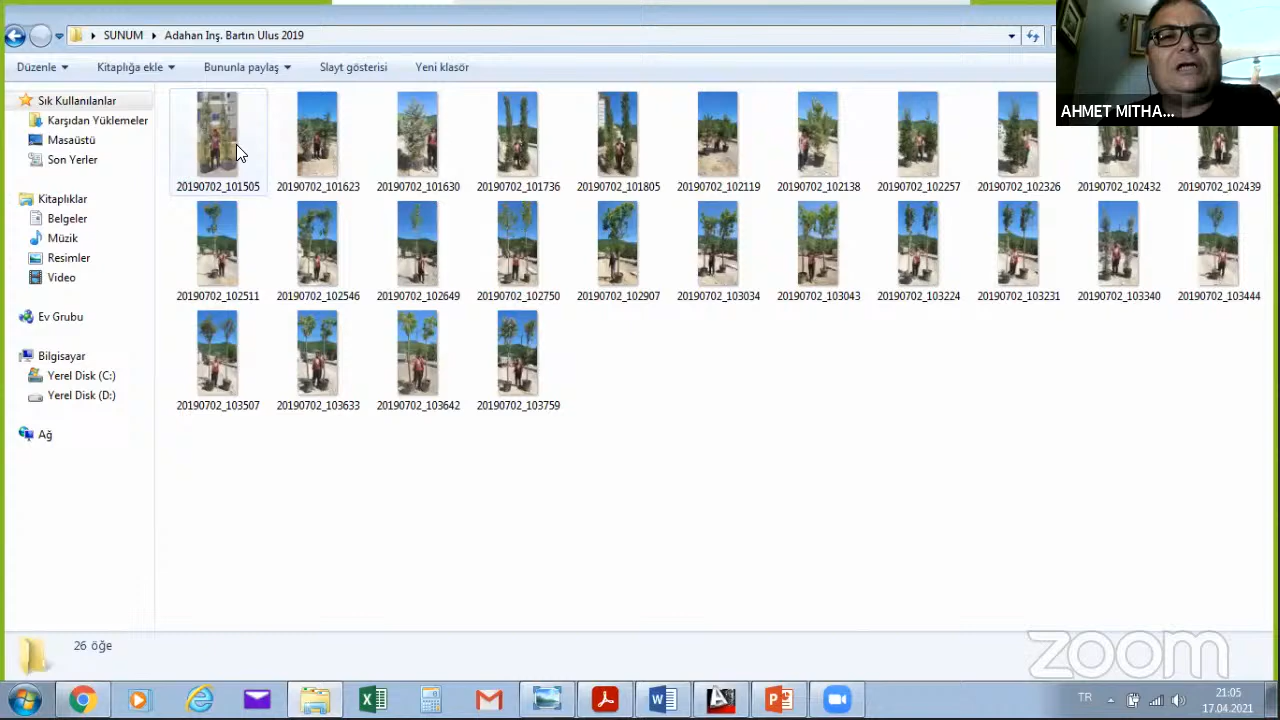 SUNUM
Adahan Inş. Bartın Ulus 2019
Düzenle
Kitaplığa ekle
Bununla paylaş
Slayt gösterisi
Yeni klasör
AHMET MITHA...
Sık Kullanılanlar
Karşıdan Yüklemeler
Masaüstü
Son Yerler
Kitaplıklar
Belgeler
Müzik
Resimler
Video
Ev Grubu
Bilgisayar
Yerel Disk (C:)
Yerel Disk (D:)
Ağ
20190702_101505 20190702_101623 20190702_101630 20190702_101736 20190702_101805 20190702_102119 20190702_102138 20190702_102257 20190702_102326 20190702_102432 20190702_102439
20190702_102511 20190702_102546 20190702_102649 20190702_102750 20190702_102907 20190702_103034 20190702_103043 20190702_103224 20190702_103231 20190702_103340 20190702_103444
20190702_103507 20190702_103633 20190702_103642 20190702_103759
26 öğe
zoom
TR
21:05
17.04.2021